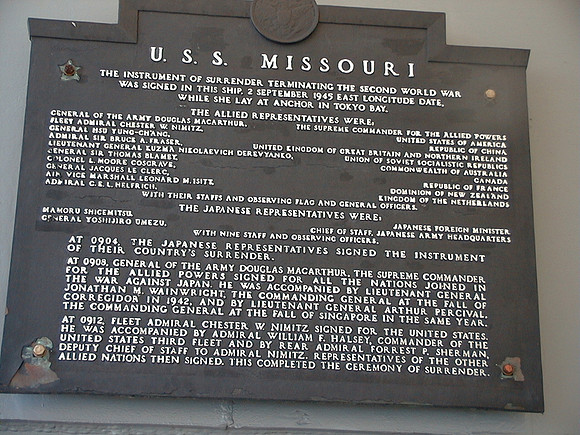 U. S. S. MISSOURI
THE INSTRUMENT OF SURRENDER TERMINATING THE SECOND WORLD WAR
WAS SIGNED IN THIS SHIP, 2 SEPTEMBER 1945 EAST LONGITUDE DATE,
WHILE SHE LAY AT ANCHOR IN TOKYO BAY.
THE ALLIED REPRESENTATIVES WERE;
GENERAL OF THE ARMY DOUGLAS MACARTHUR, THE SUPREME COMMANDER FOR THE ALLIED POWERS
FLEET ADMIRAL CHESTER W. NIMITZ, UNITED STATES OF AMERICA
GENERAL HSU YUNG-CHANG, REPUBLIC OF CHINA
ADMIRAL SIR BRUCE A. FRASER, UNITED KINGDOM OF GREAT BRITAIN AND NORTHERN IRELAND
LIEUTENANT GENERAL KUZMA NICOLAEVICH DEREVYANKO, UNION OF SOVIET SOCIALISTIC REPUBLICS
GENERAL SIR THOMAS BLAMEY, COMMONWEALTH OF AUSTRALIA
COLONEL L. MOORE COSGRAVE, CANADA
GENERAL JACQUES LE CLERC, REPUBLIC OF FRANCE
AIR VICE MARSHALL LEONARD M. ISITT, DOMINION OF NEW ZEALAND
ADMIRAL C.E.L. HELFRICH, KINGDOM OF THE NETHERLANDS
WITH THEIR STAFFS AND OBSERVING FLAG AND GENERAL OFFICERS.
THE JAPANESE REPRESENTATIVES WERE;
MAMORU SHIGEMITSU, JAPANESE FOREIGN MINISTER
GENERAL YOSHIJIRO UMEZU, CHIEF OF STAFF, JAPANESE ARMY HEADQUARTERS
WITH NINE STAFF AND OBSERVING OFFICERS.
AT 0904, THE JAPANESE REPRESENTATIVES SIGNED THE INSTRUMENT
OF THEIR COUNTRY'S SURRENDER.
AT 0908, GENERAL OF THE ARMY DOUGLAS MACARTHUR, THE SUPREME COMMANDER
FOR THE ALLIED POWERS SIGNED FOR ALL THE NATIONS JOINED IN
THE WAR AGAINST JAPAN. HE WAS ACCOMPANIED BY LIEUTENANT GENERAL
JONATHAN M. WAINWRIGHT, THE COMMANDING GENERAL AT THE FALL OF
CORREGIDOR IN 1942, AND BY LIEUTENANT GENERAL ARTHUR PERCIVAL,
THE COMMANDING GENERAL AT THE FALL OF SINGAPORE IN THE SAME YEAR.
AT 0912, FLEET ADMIRAL CHESTER W. NIMITZ SIGNED FOR THE UNITED STATES.
HE WAS ACCOMPANIED BY ADMIRAL WILLIAM F. HALSEY, COMMANDER OF THE
UNITED STATES THIRD FLEET AND BY REAR ADMIRAL FORREST P. SHERMAN,
DEPUTY CHIEF OF STAFF TO ADMIRAL NIMITZ. REPRESENTATIVES OF THE OTHER
ALLIED NATIONS THEN SIGNED. THIS COMPLETED THE CEREMONY OF SURRENDER.